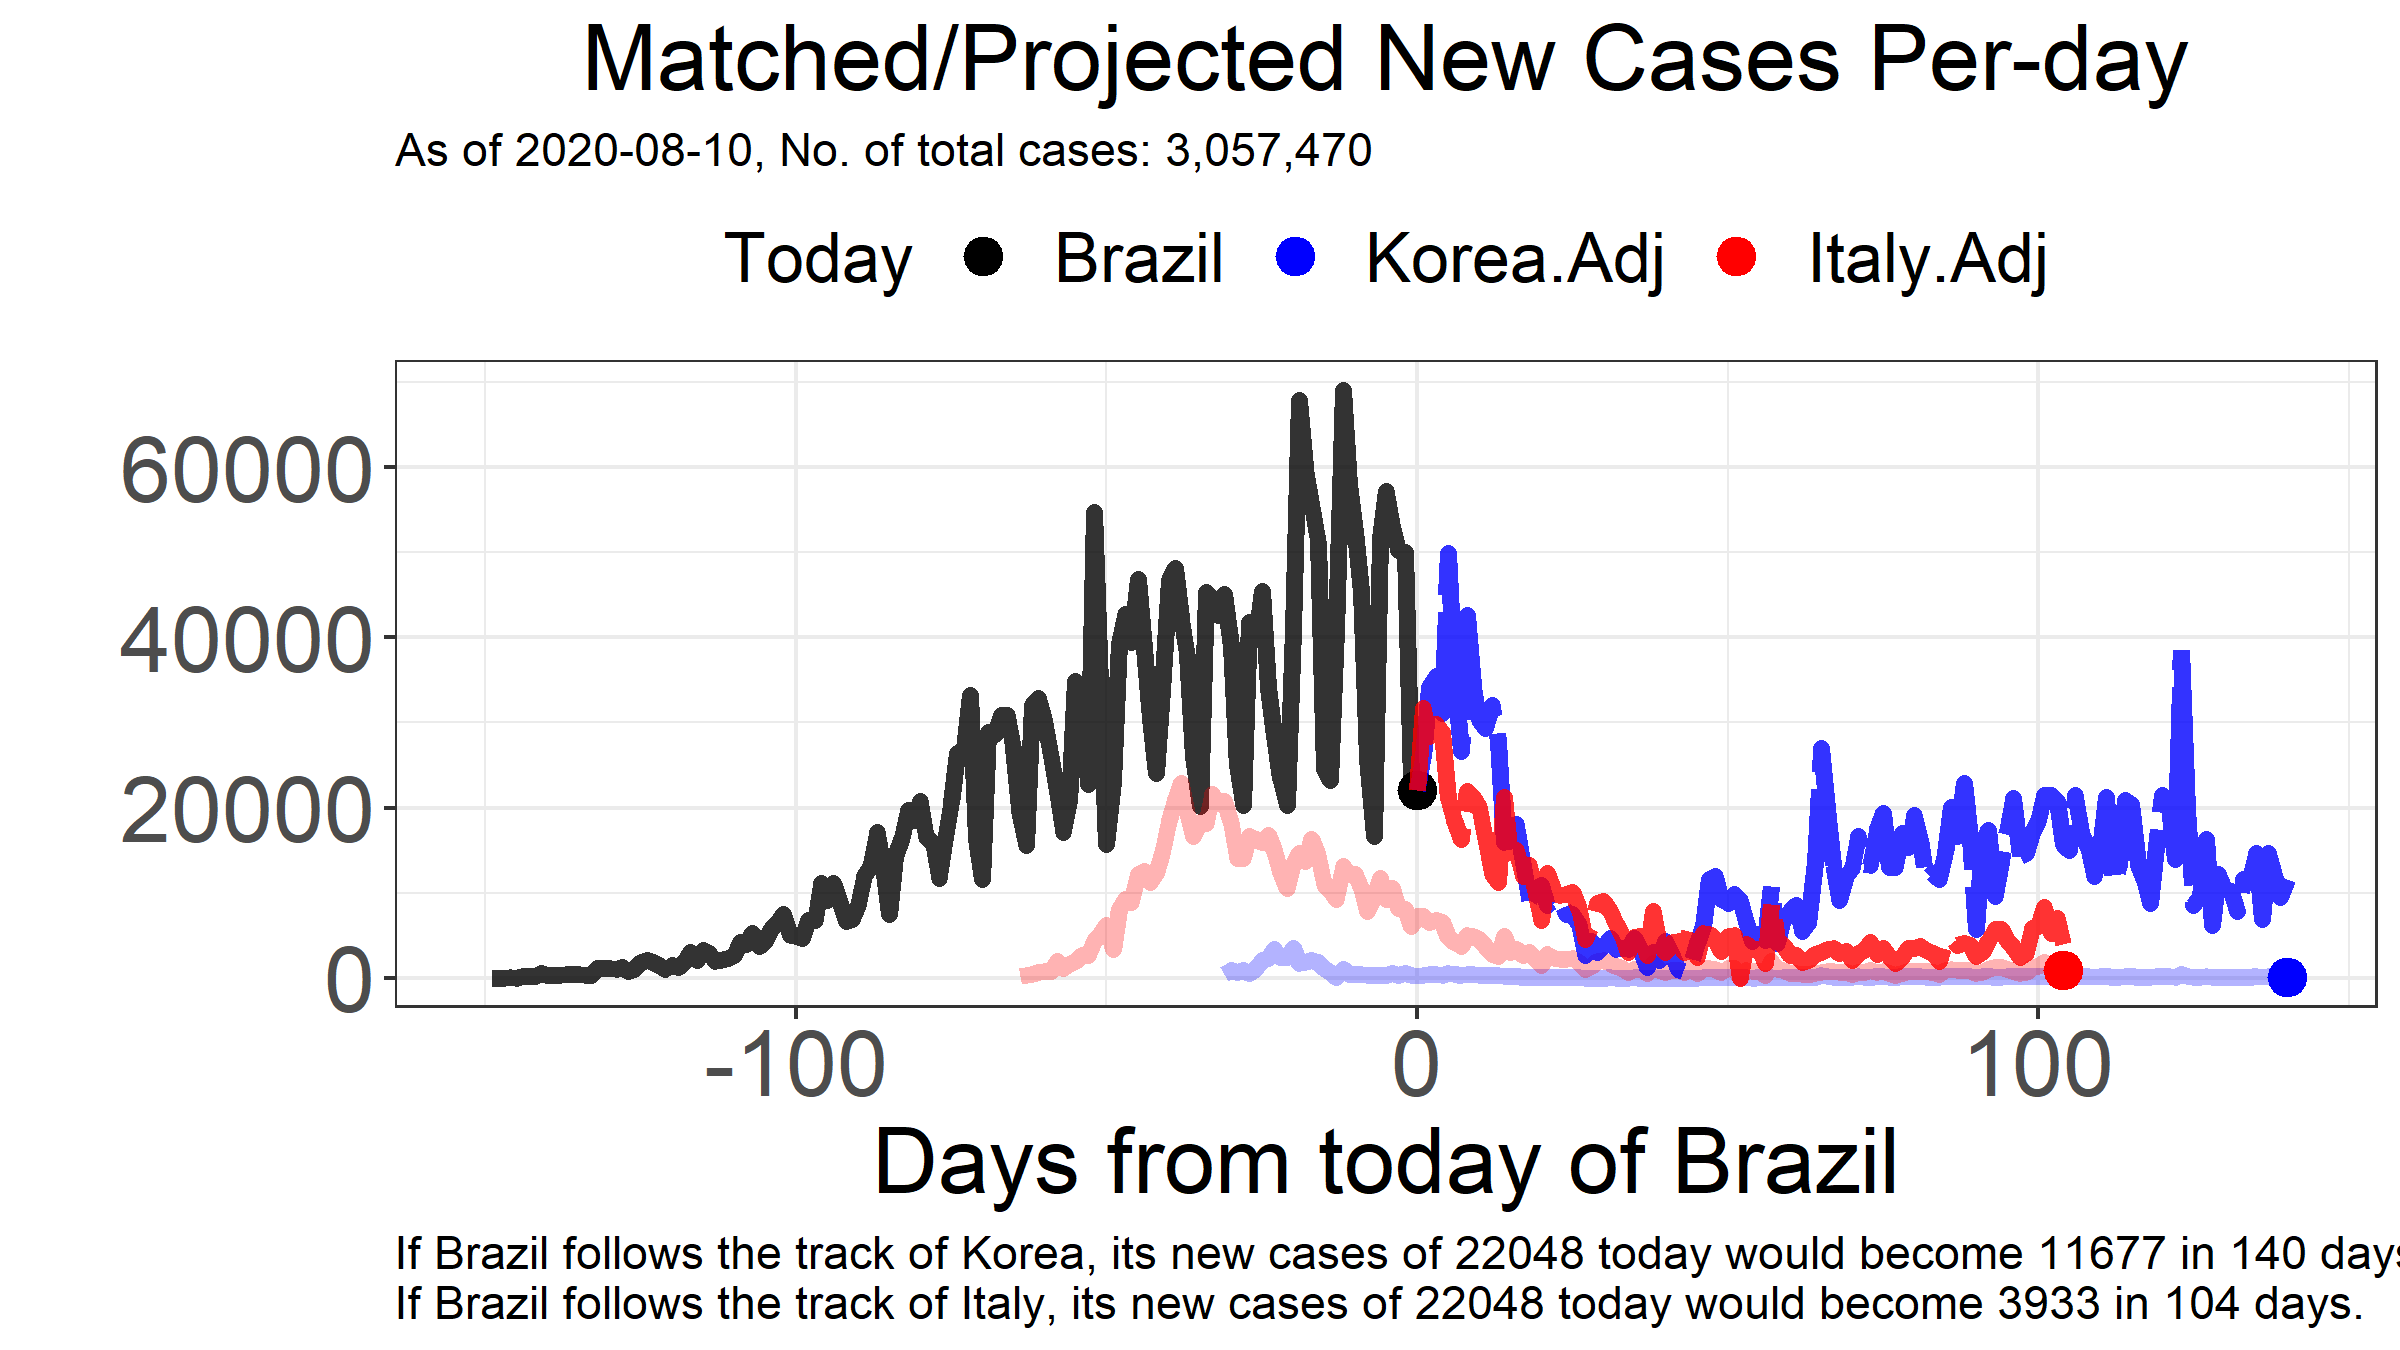 Matched/Projected New Cases Per-day
As of 2020-08-10, No. of total cases: 3,057,470
Today Brazil Korea.Adj Italy.Adj
60000
40000
20000
0
-100 0 100
Days from today of Brazil
If Brazil follows the track of Korea, its new cases of 22048 today would become 11677 in 140 days
If Brazil follows the track of Italy, its new cases of 22048 today would become 3933 in 104 days.